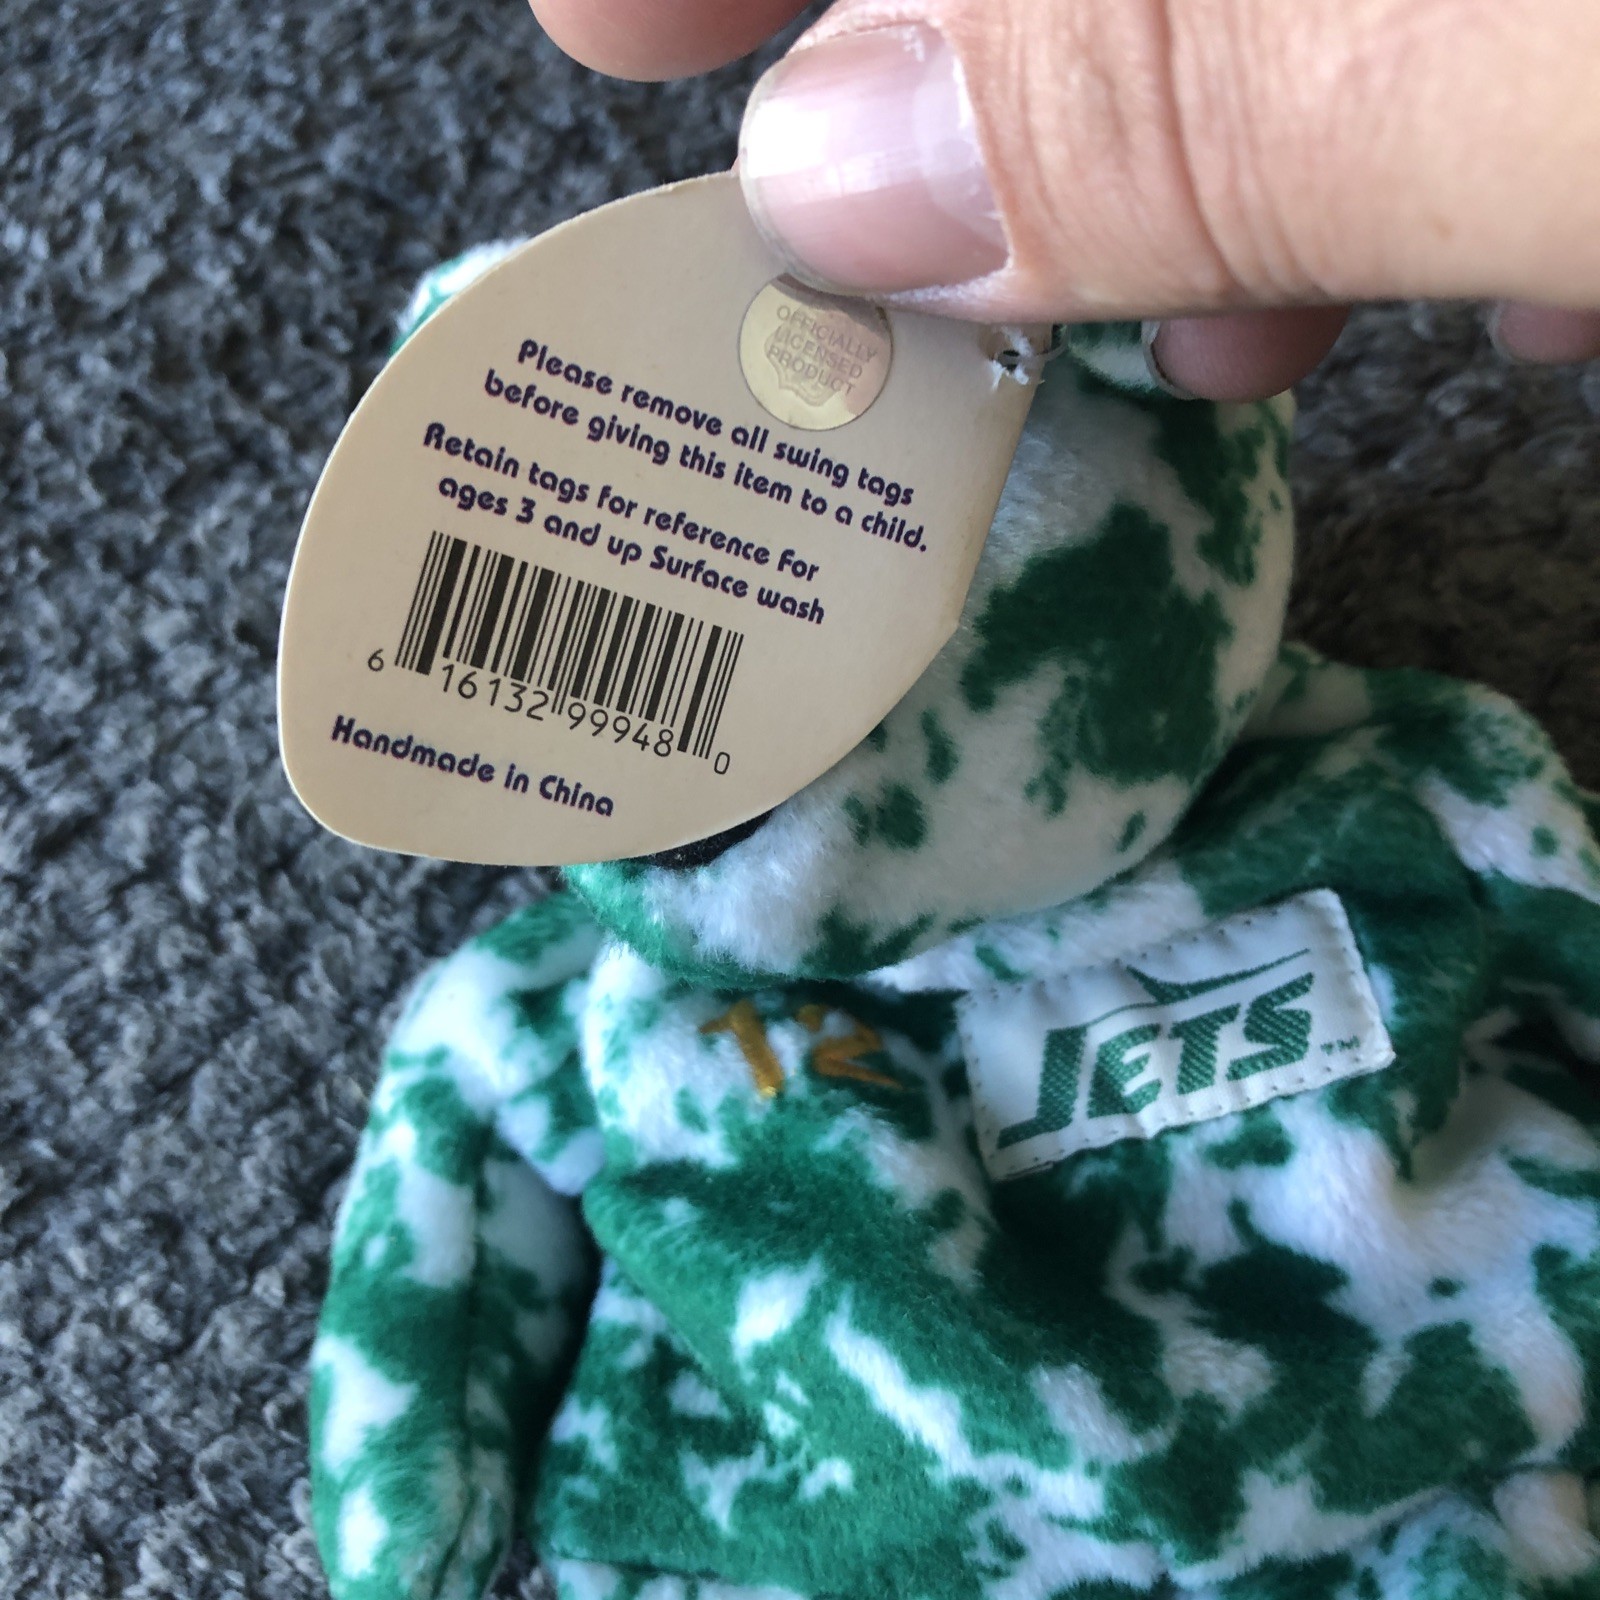 OFFICIALLY
LICENSED
PRODUCT
Please remove all swing tags
before giving this item to a child.
Retain tags for reference For
ages 3 and up Surface wash
6 16132 99948 0
Handmade in China
12
JETS TM